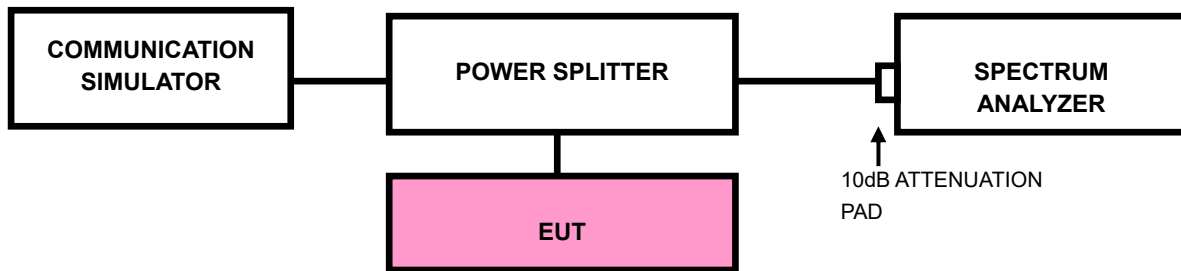 COMMUNICATION
SIMULATOR
POWER SPLITTER
SPECTRUM
ANALYZER
10dB ATTENUATION
PAD
EUT